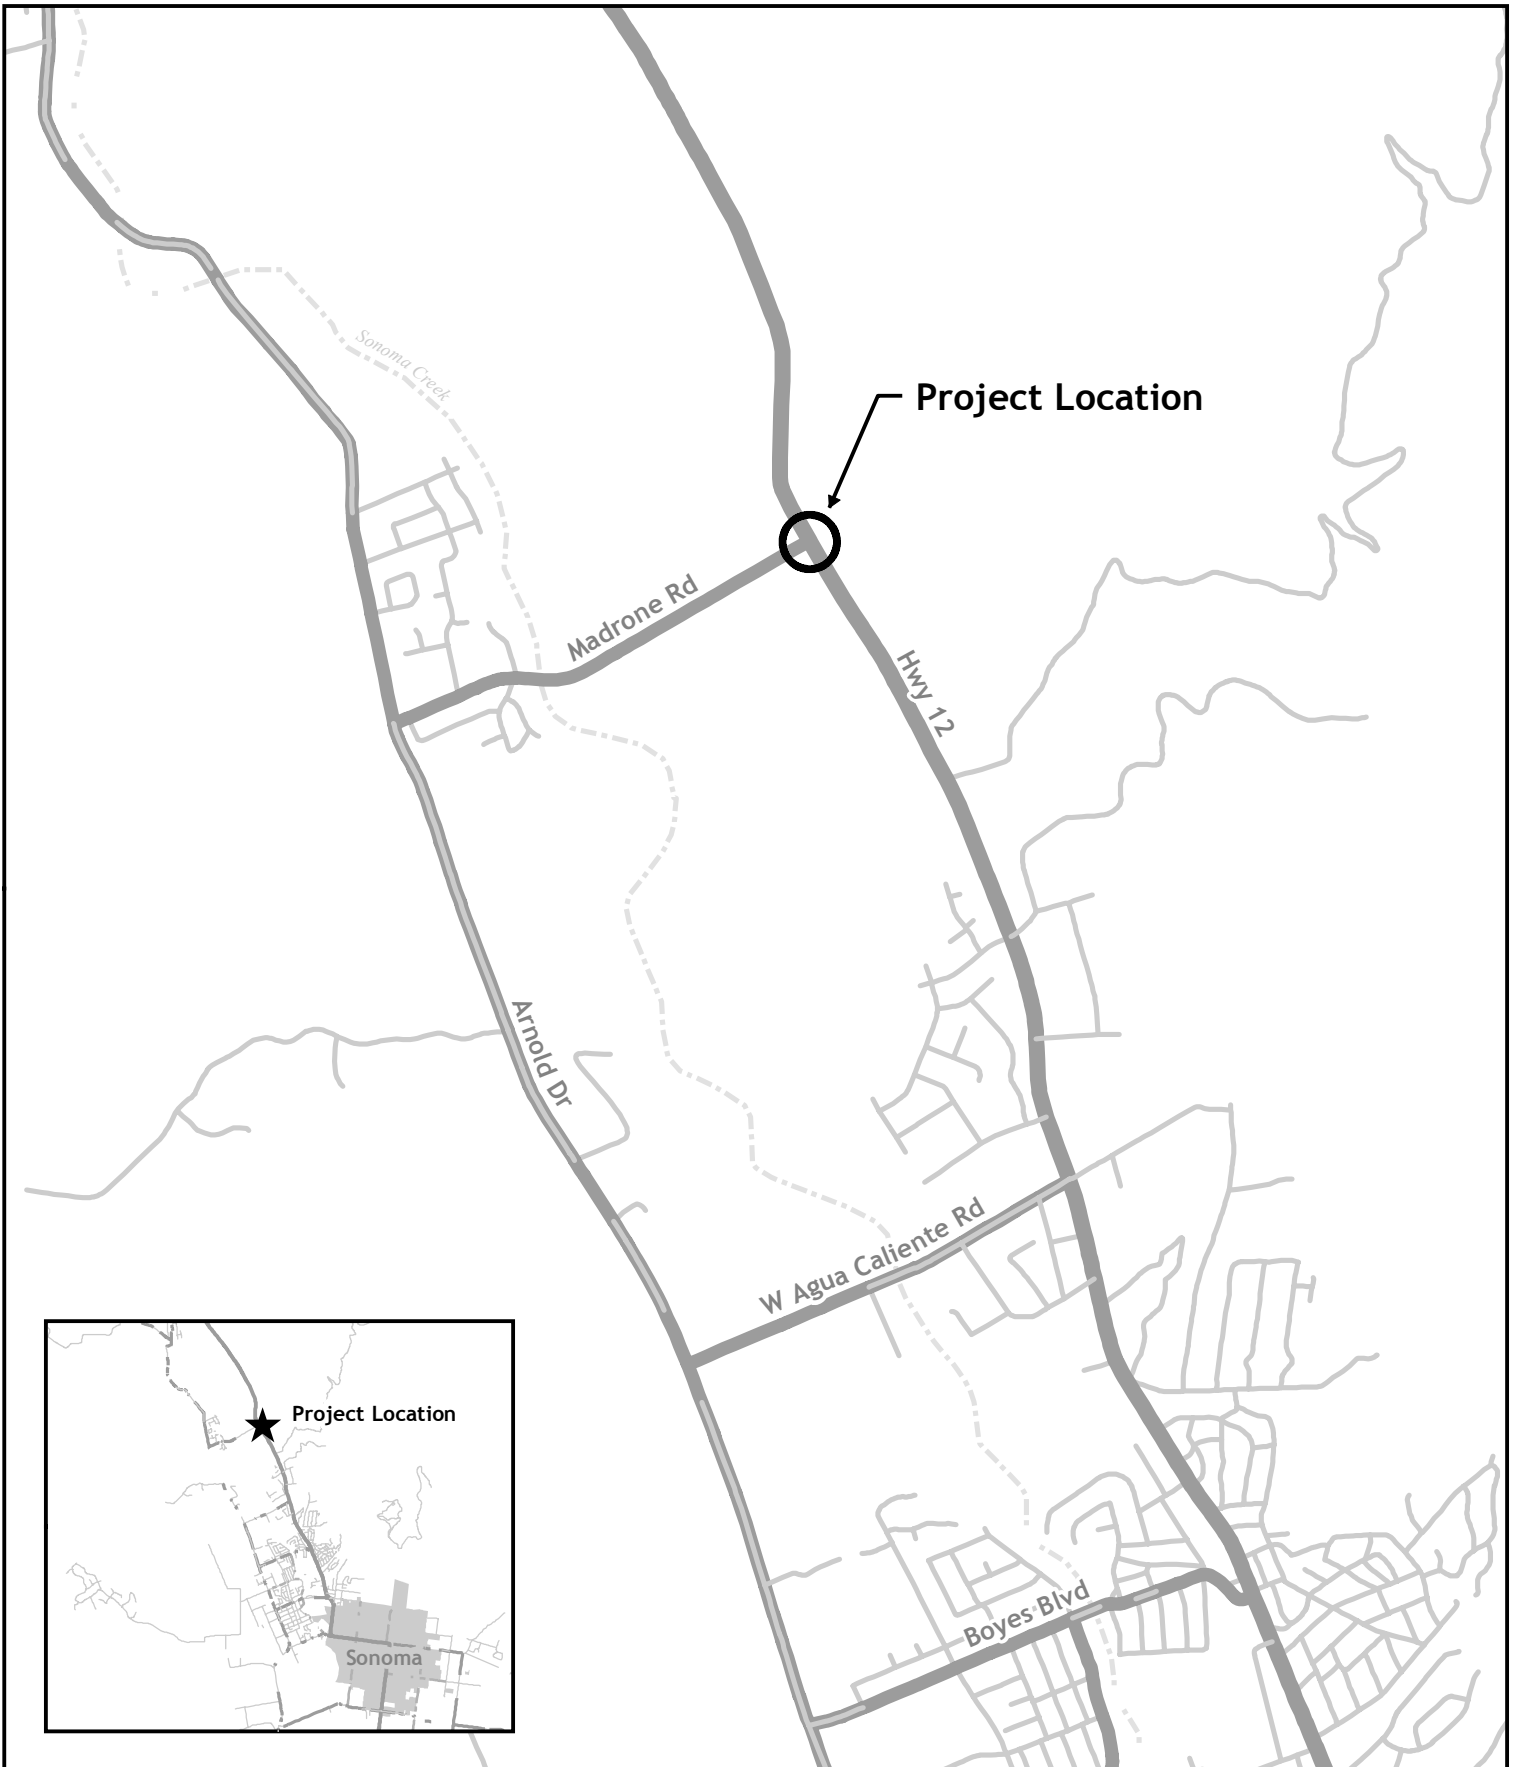 Sonoma Creek
Project Location
Madrone Rd
Hwy 12
Arnold Dr
W Agua Caliente Rd
Project Location
Boyes Blvd
Sonoma